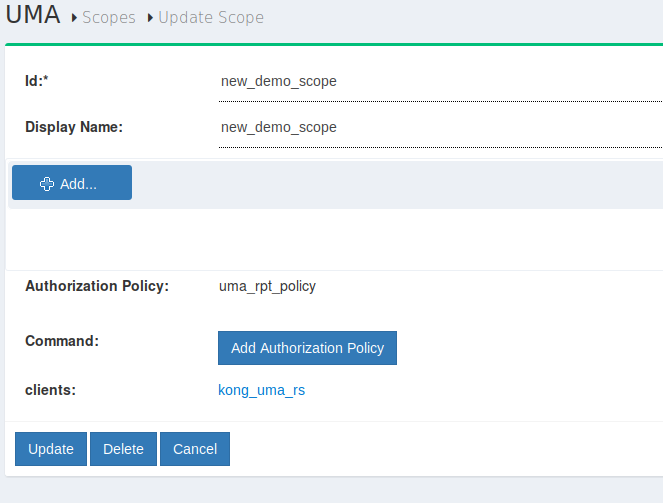 UMA Scopes Update Scope
Id:* new_demo_scope
Display Name: new_demo_scope
Add...
Authorization Policy: uma_rpt_policy
Command: Add Authorization Policy
clients: kong_uma_rs
Update Delete Cancel